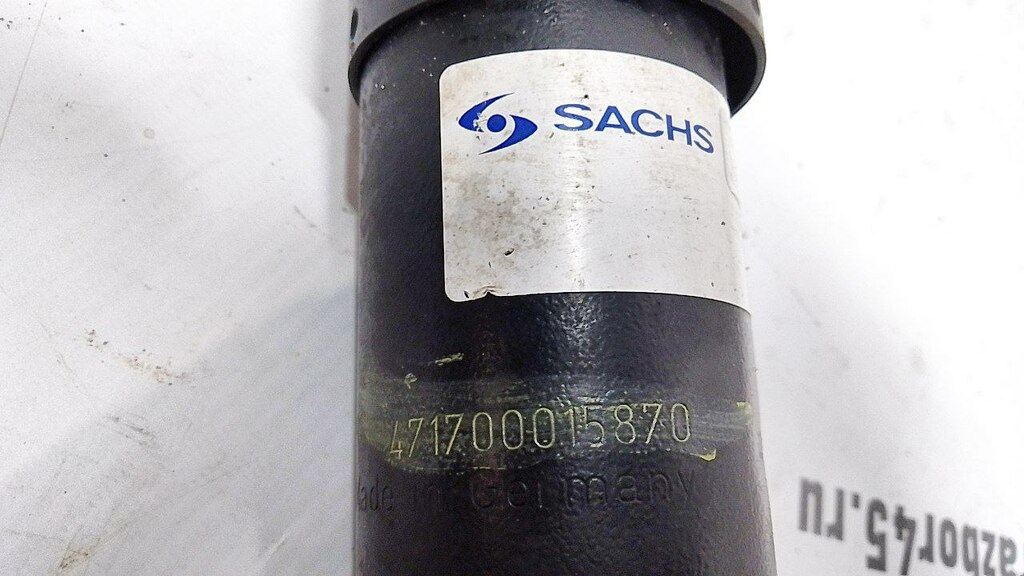 SACHS
471700015870
Made in Germany
razbor45.ru